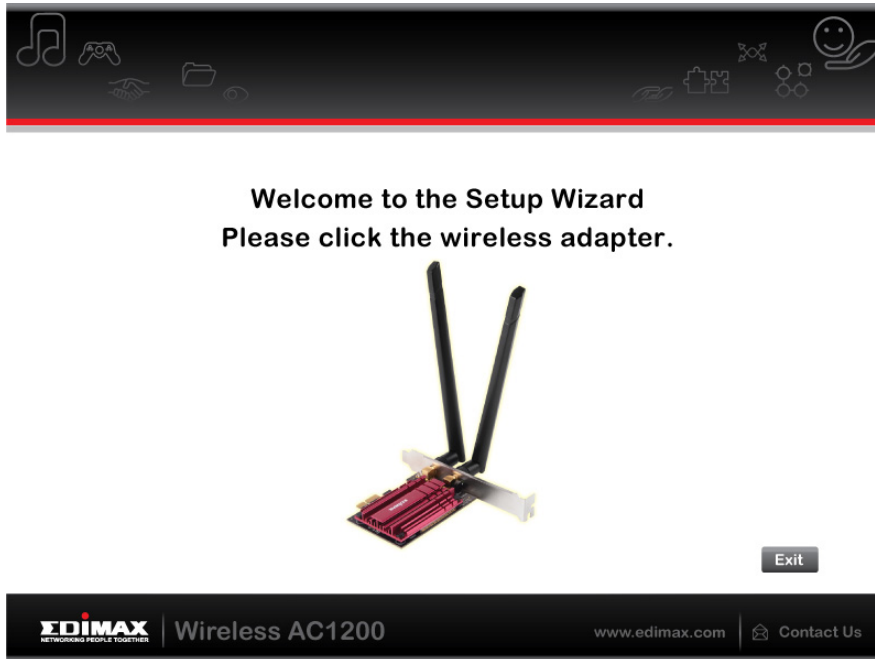 Welcome to the Setup Wizard
Please click the wireless adapter.
Exit
EDIMAX
NETWORKING PEOPLE TOGETHER
Wireless AC1200
www.edimax.com
Contact Us